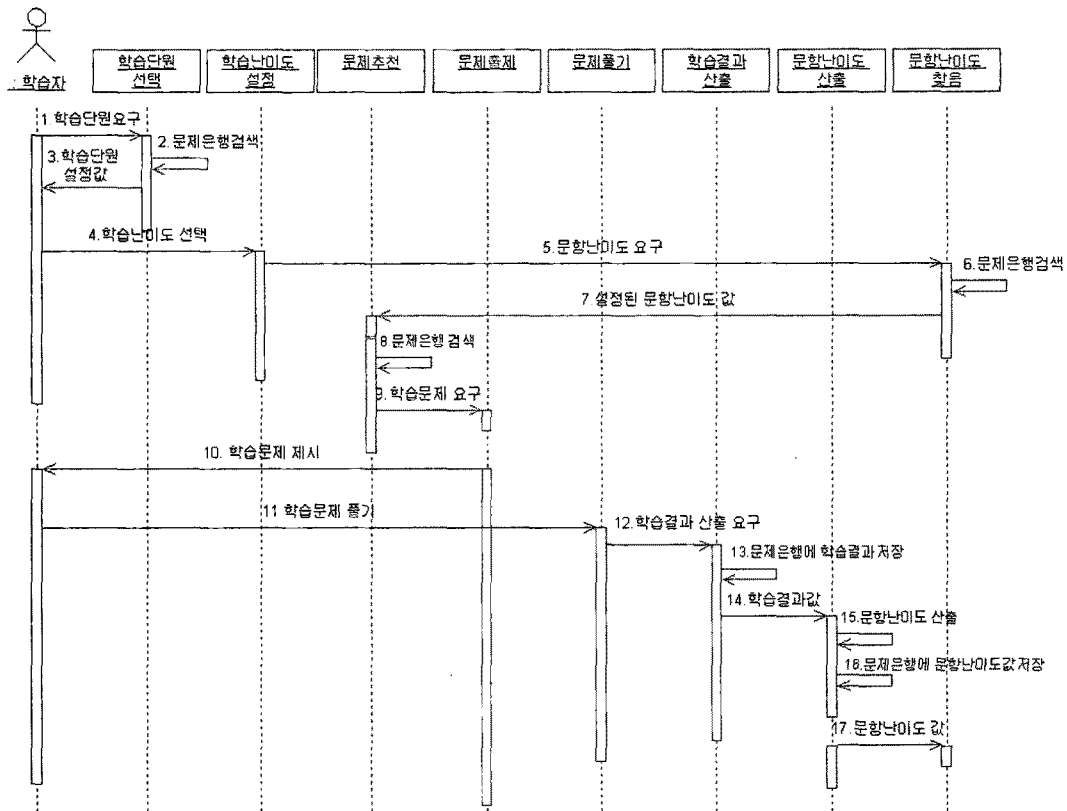 : 학습자
학습단원
선택
학습난이도
설정
문제추천
문제출제
문제풀기
학습결과
산출
문항난이도
산출
문항난이도
찾음
1.학습단원요구
2.문제은행검색
3.학습단원
설정값
4.학습난이도 선택
5.문항난이도 요구
6.문제은행검색
7.설정된 문항난이도 값
8.문제은행 검색
9.학습문제 요구
10. 학습문제 제시
11 학습문제 풀기
12.학습결과 산출 요구
13.문제은행에 학습결과 저장
14.학습결과값
15.문항난이도 산출
16.문제은행에 문항난이도값저장
17.문항난이도 값